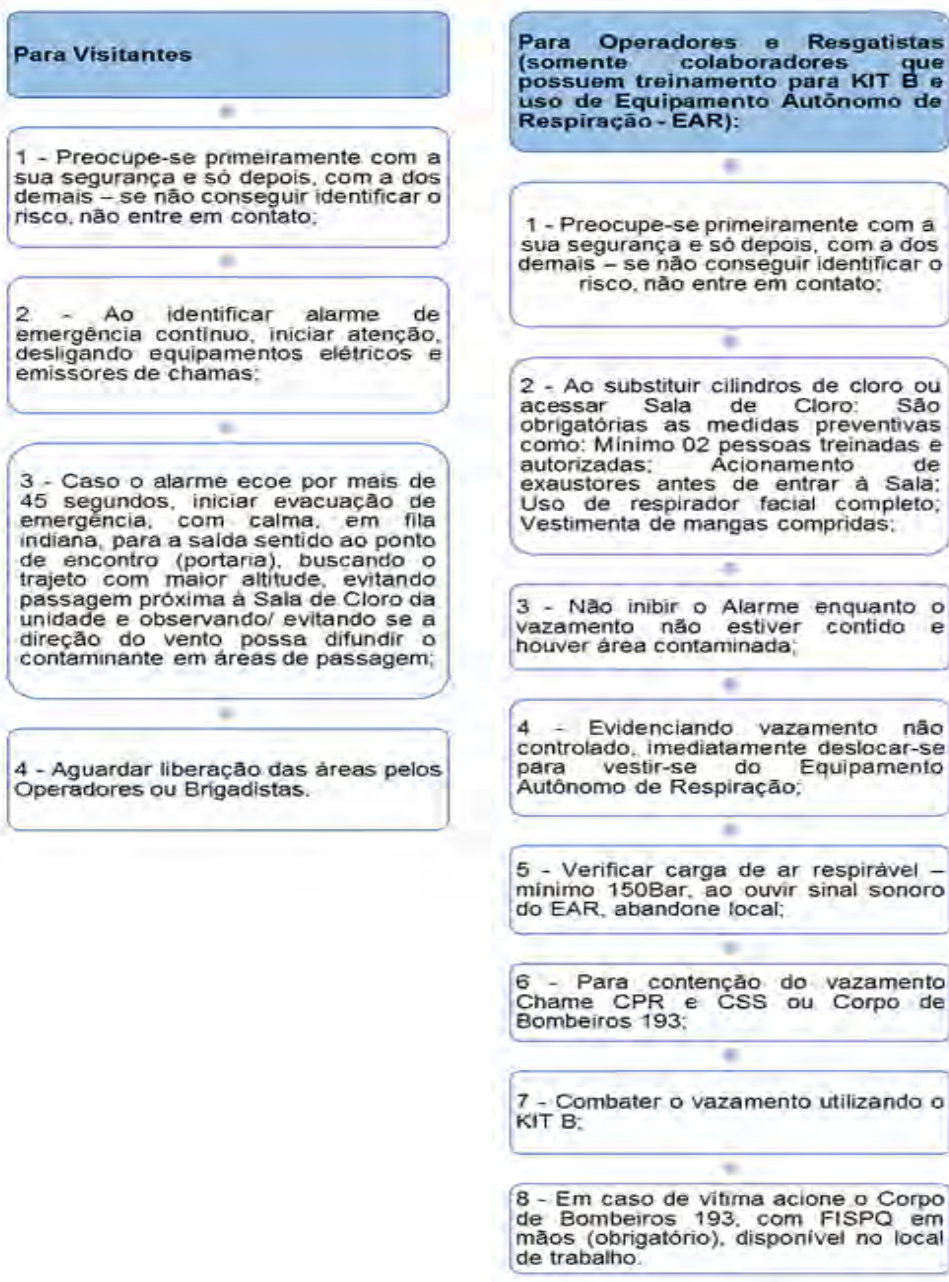 Para Visitantes
1 - Preocupe-se primeiramente com a
sua segurança e só depois, com a dos
demais – se não conseguir identificar o
risco, não entre em contato;
2 - Ao identificar alarme de
emergência contínuo, iniciar atenção,
desligando equipamentos elétricos e
emissores de chamas;
3 - Caso o alarme ecoe por mais de
45 segundos, iniciar evacuação de
emergência, com calma, em fila
indiana, para a saída sentido ao ponto
de encontro (portaria), buscando o
trajeto com maior altitude, evitando
passagem próxima à Sala de Cloro da
unidade e observando/ evitando se a
direção do vento possa difundir o
contaminante em áreas de passagem;
4 - Aguardar liberação das áreas pelos
Operadores ou Brigadistas.
Para Operadores e Resgatistas
(somente colaboradores que
possuem treinamento para KIT B e
uso de Equipamento Autônomo de
Respiração - EAR):
1 - Preocupe-se primeiramente com a
sua segurança e só depois, com a dos
demais – se não conseguir identificar o
risco, não entre em contato;
2 - Ao substituir cilindros de cloro ou
acessar Sala de Cloro: São
obrigatórias as medidas preventivas
como: Mínimo 02 pessoas treinadas e
autorizadas; Acionamento de
exaustores antes de entrar à Sala;
Uso de respirador facial completo;
Vestimenta de mangas compridas;
3 - Não inibir o Alarme enquanto o
vazamento não estiver contido e
houver área contaminada;
4 - Evidenciando vazamento não
controlado, imediatamente deslocar-se
para vestir-se do Equipamento
Autônomo de Respiração;
5 - Verificar carga de ar respirável –
mínimo 150Bar, ao ouvir sinal sonoro
do EAR, abandone local;
6 - Para contenção do vazamento
Chame CPR e CSS ou Corpo de
Bombeiros 193;
7 - Combater o vazamento utilizando o
KIT B;
8 - Em caso de vítima acione o Corpo
de Bombeiros 193, com FISPQ em
mãos (obrigatório), disponível no local
de trabalho.